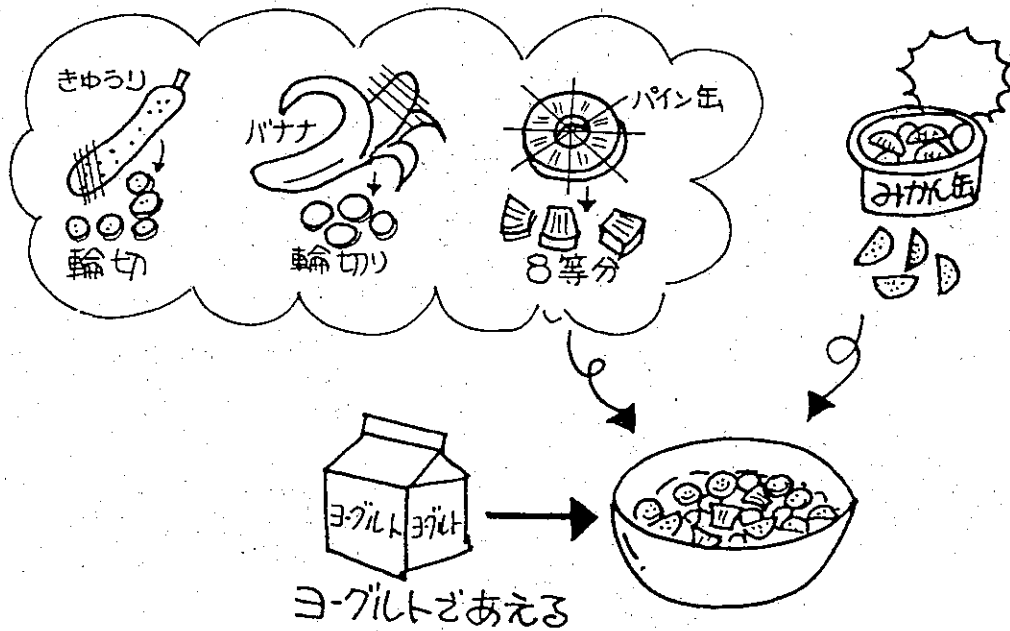 きゅうり
輪切
バナナ
輪切り
パイン缶
8等分
みかん缶
ヨーグルト
ヨーグルト
ヨーグルトであえる